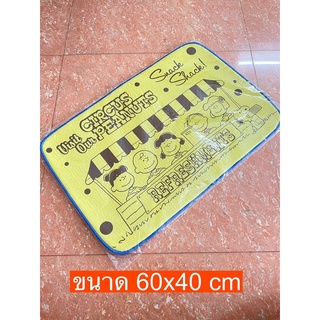 Visit Our
CIRCUS
PEANUTS
Snack Shack!
REFRESHMENTS
ขนาด 60x40 cm